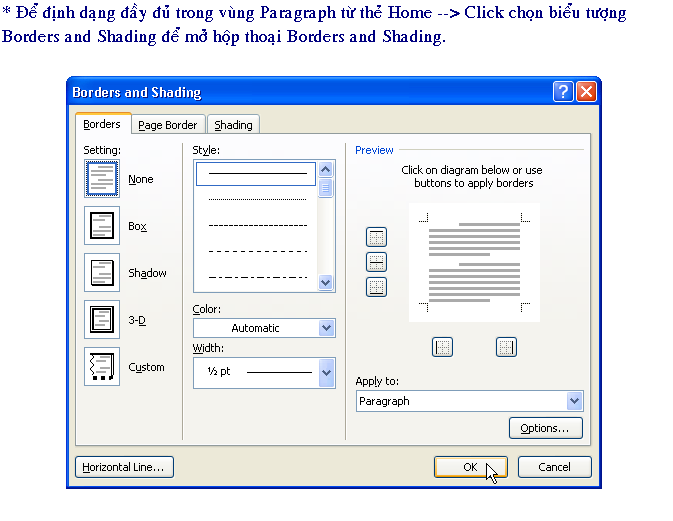 * Để định dạng đầy đủ trong vùng Paragraph từ thẻ Home --> Click chọn biểu tượng
Borders and Shading để mở hộp thoại Borders and Shading.
Borders and Shading
Borders
Page Border
Shading
Setting:
None
Box
Shadow
3-D
Custom
Style:
Color:
Automatic
Width:
½ pt
Preview
Click on diagram below or use
buttons to apply borders
Apply to:
Paragraph
Options...
Horizontal Line...
OK
Cancel